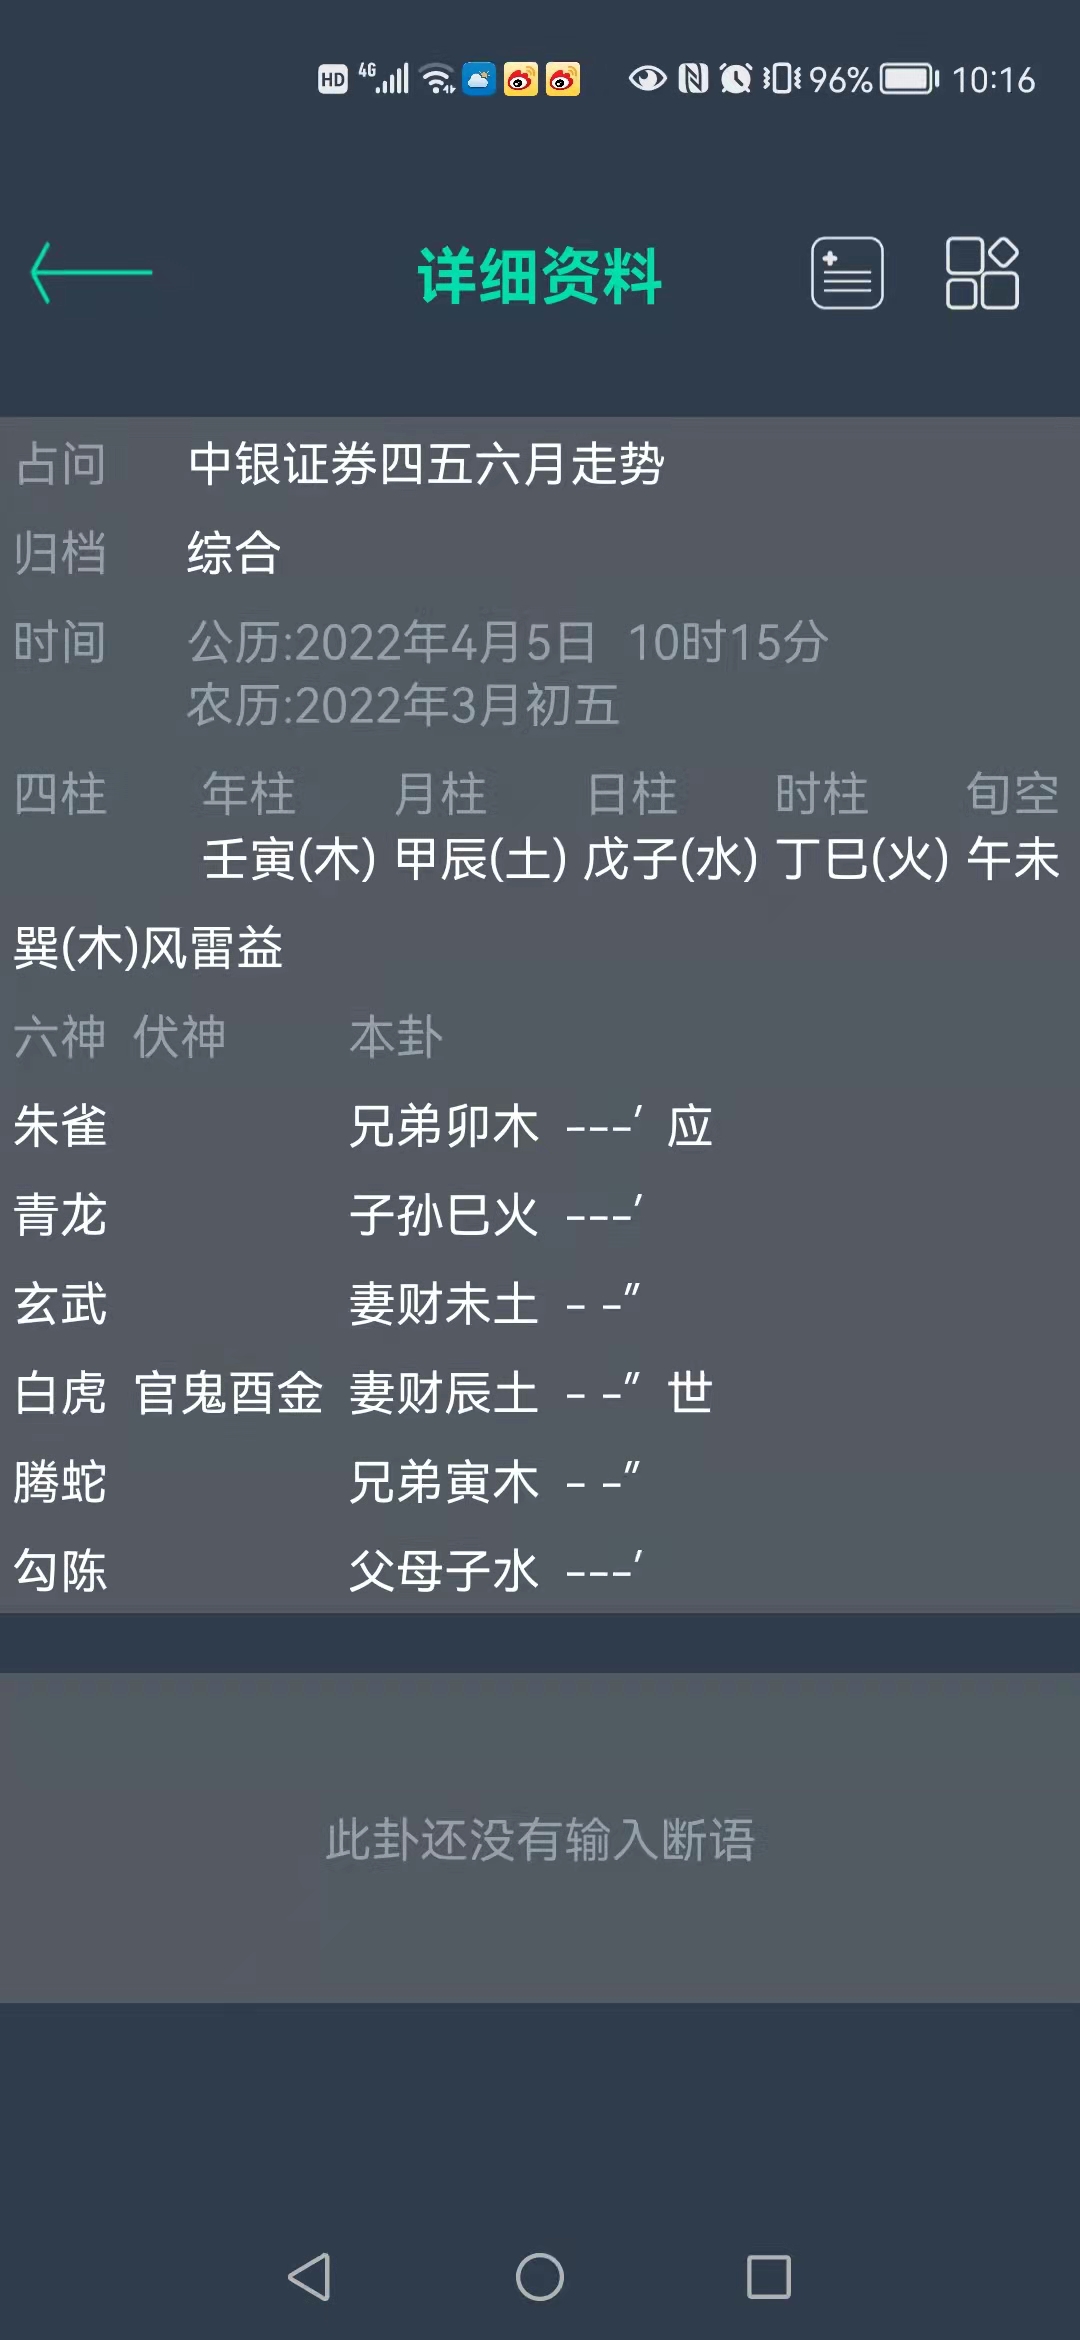 HD 4G 96% 10:16
详细资料
占问 中银证券四五六月走势
归档 综合
时间 公历:2022年4月5日 10时15分
农历:2022年3月初五
四柱 年柱 月柱 日柱 时柱 旬空
壬寅(木) 甲辰(土) 戊子(水) 丁巳(火) 午未
巽(木)风雷益
六神 伏神 本卦
朱雀 兄弟卯木 ---′ 应
青龙 子孙巳火 ---′
玄武 妻财未土 - -″
白虎 官鬼酉金 妻财辰土 - -″ 世
腾蛇 兄弟寅木 - -″
勾陈 父母子水 ---′
此卦还没有输入断语